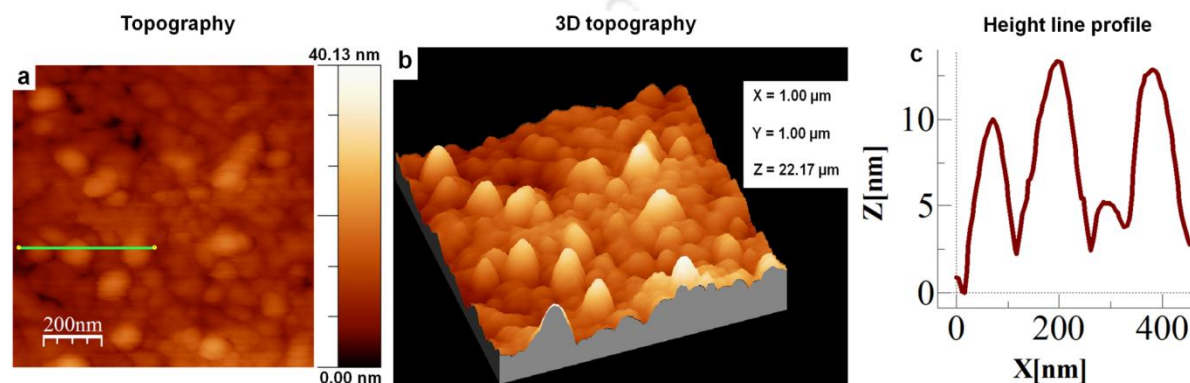 Topography
3D topography
Height line profile
a
40.13 nm
200nm
0.00 nm
b
X = 1.00 µm
Y = 1.00 µm
Z = 22.17 µm
c
Z[nm]
10
5
0
0
200
400
X[nm]